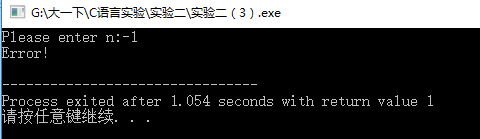 G:\大一下\C语言实验\实验二\实验二（3）.exe
Please enter n:-1
Error!
--------------------------------
Process exited after 1.054 seconds with return value 1
请按任意键继续. . .